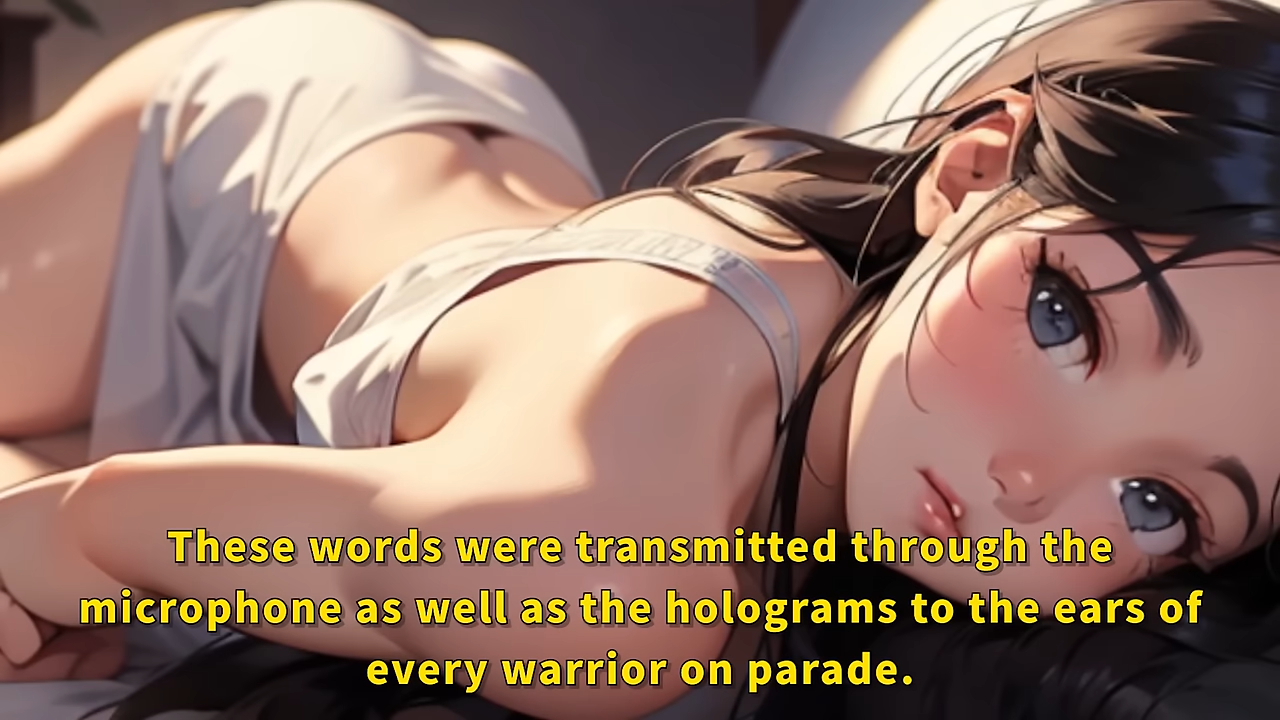 These words were transmitted through the
microphone as well as the holograms to the ears of
every warrior on parade.